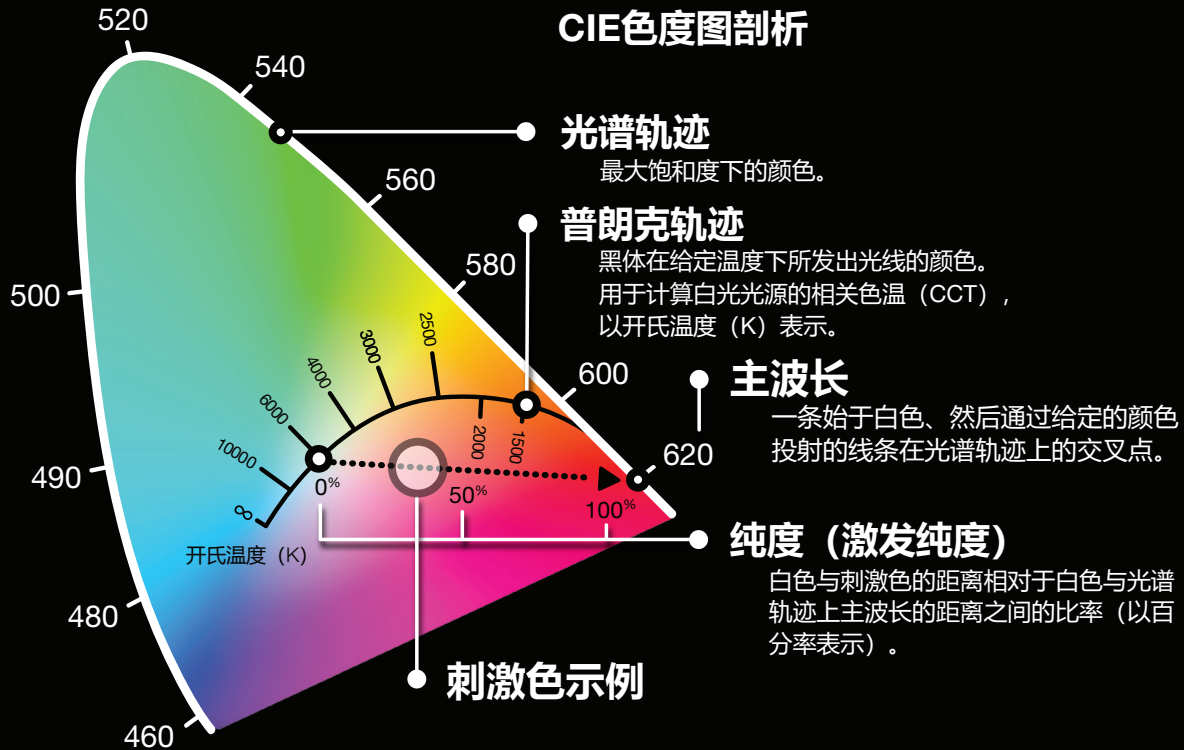 CIE色度图剖析
520
540
光谱轨迹
最大饱和度下的颜色。
560
普朗克轨迹
黑体在给定温度下所发出光线的颜色。
用于计算白光光源的相关色温（CCT），
以开氏温度（K）表示。
580
500
2500
3000
4000
6000
10000
∞
2000
1500
开氏温度（K）
600
主波长
一条始于白色、然后通过给定的颜色
投射的线条在光谱轨迹上的交叉点。
620
490
0%
50%
100%
纯度（激发纯度）
白色与刺激色的距离相对于白色与光谱
轨迹上主波长的距离之间的比率（以百
分率表示）。
480
刺激色示例
460